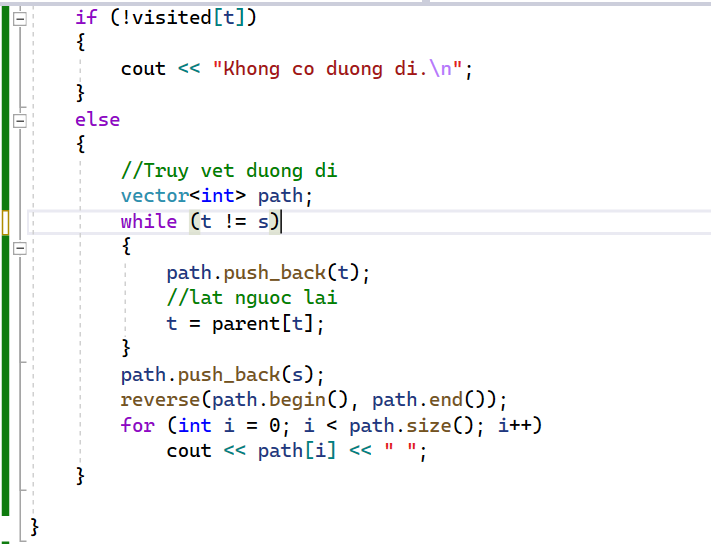 if (!visited[t])
{
cout << "Khong co duong di.\n";
}
else
{
//Truy vet duong di
vector<int> path;
while (t != s)
{
path.push_back(t);
//lat nguoc lai
t = parent[t];
}
path.push_back(s);
reverse(path.begin(), path.end());
for (int i = 0; i < path.size(); i++)
cout << path[i] << " ";
}
}